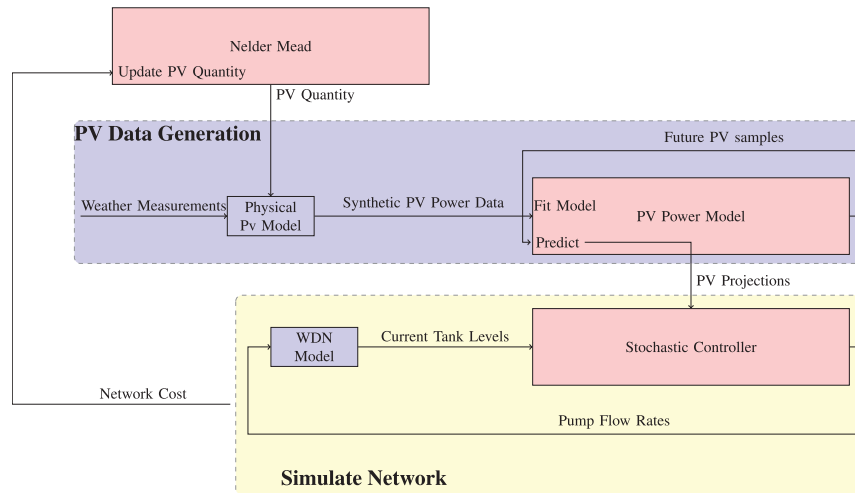 Nelder Mead
Update PV Quantity
PV Quantity
PV Data Generation
Future PV samples
Weather Measurements
Physical
Pv Model
Synthetic PV Power Data
Fit Model
PV Power Model
Predict
PV Projections
WDN
Model
Current Tank Levels
Stochastic Controller
Network Cost
Pump Flow Rates
Simulate Network